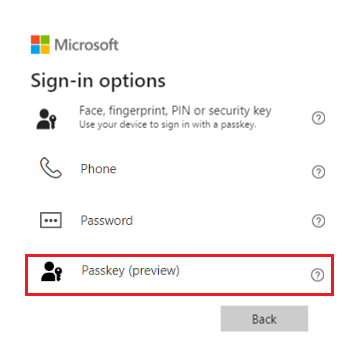 Microsoft
Sign-in options
Face, fingerprint, PIN or security key
Use your device to sign in with a passkey.
Phone
Password
Passkey (preview)
Back